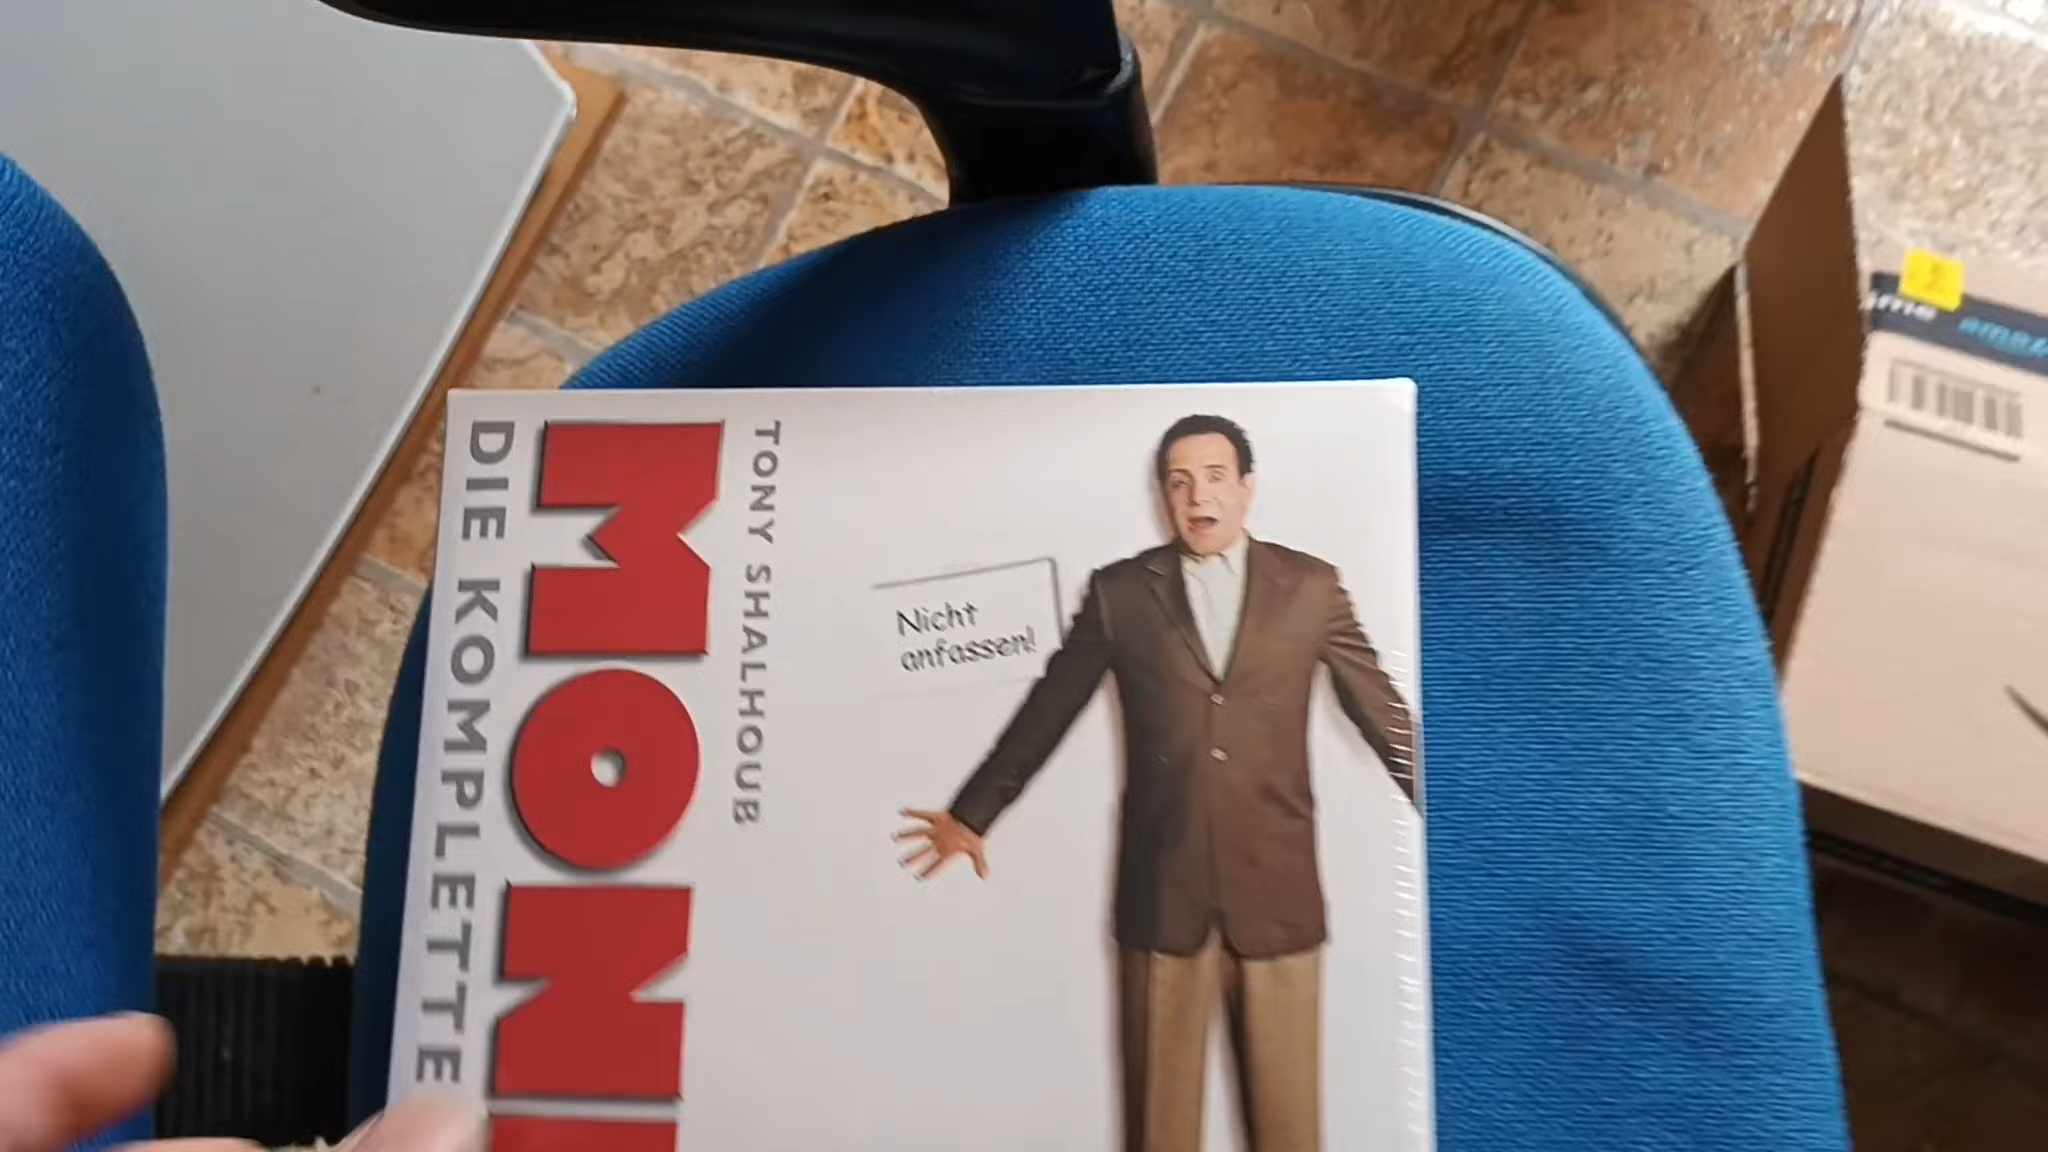 TONY SHALHOUB
MON
DIE KOMPLETTE
Nicht
anfassen!